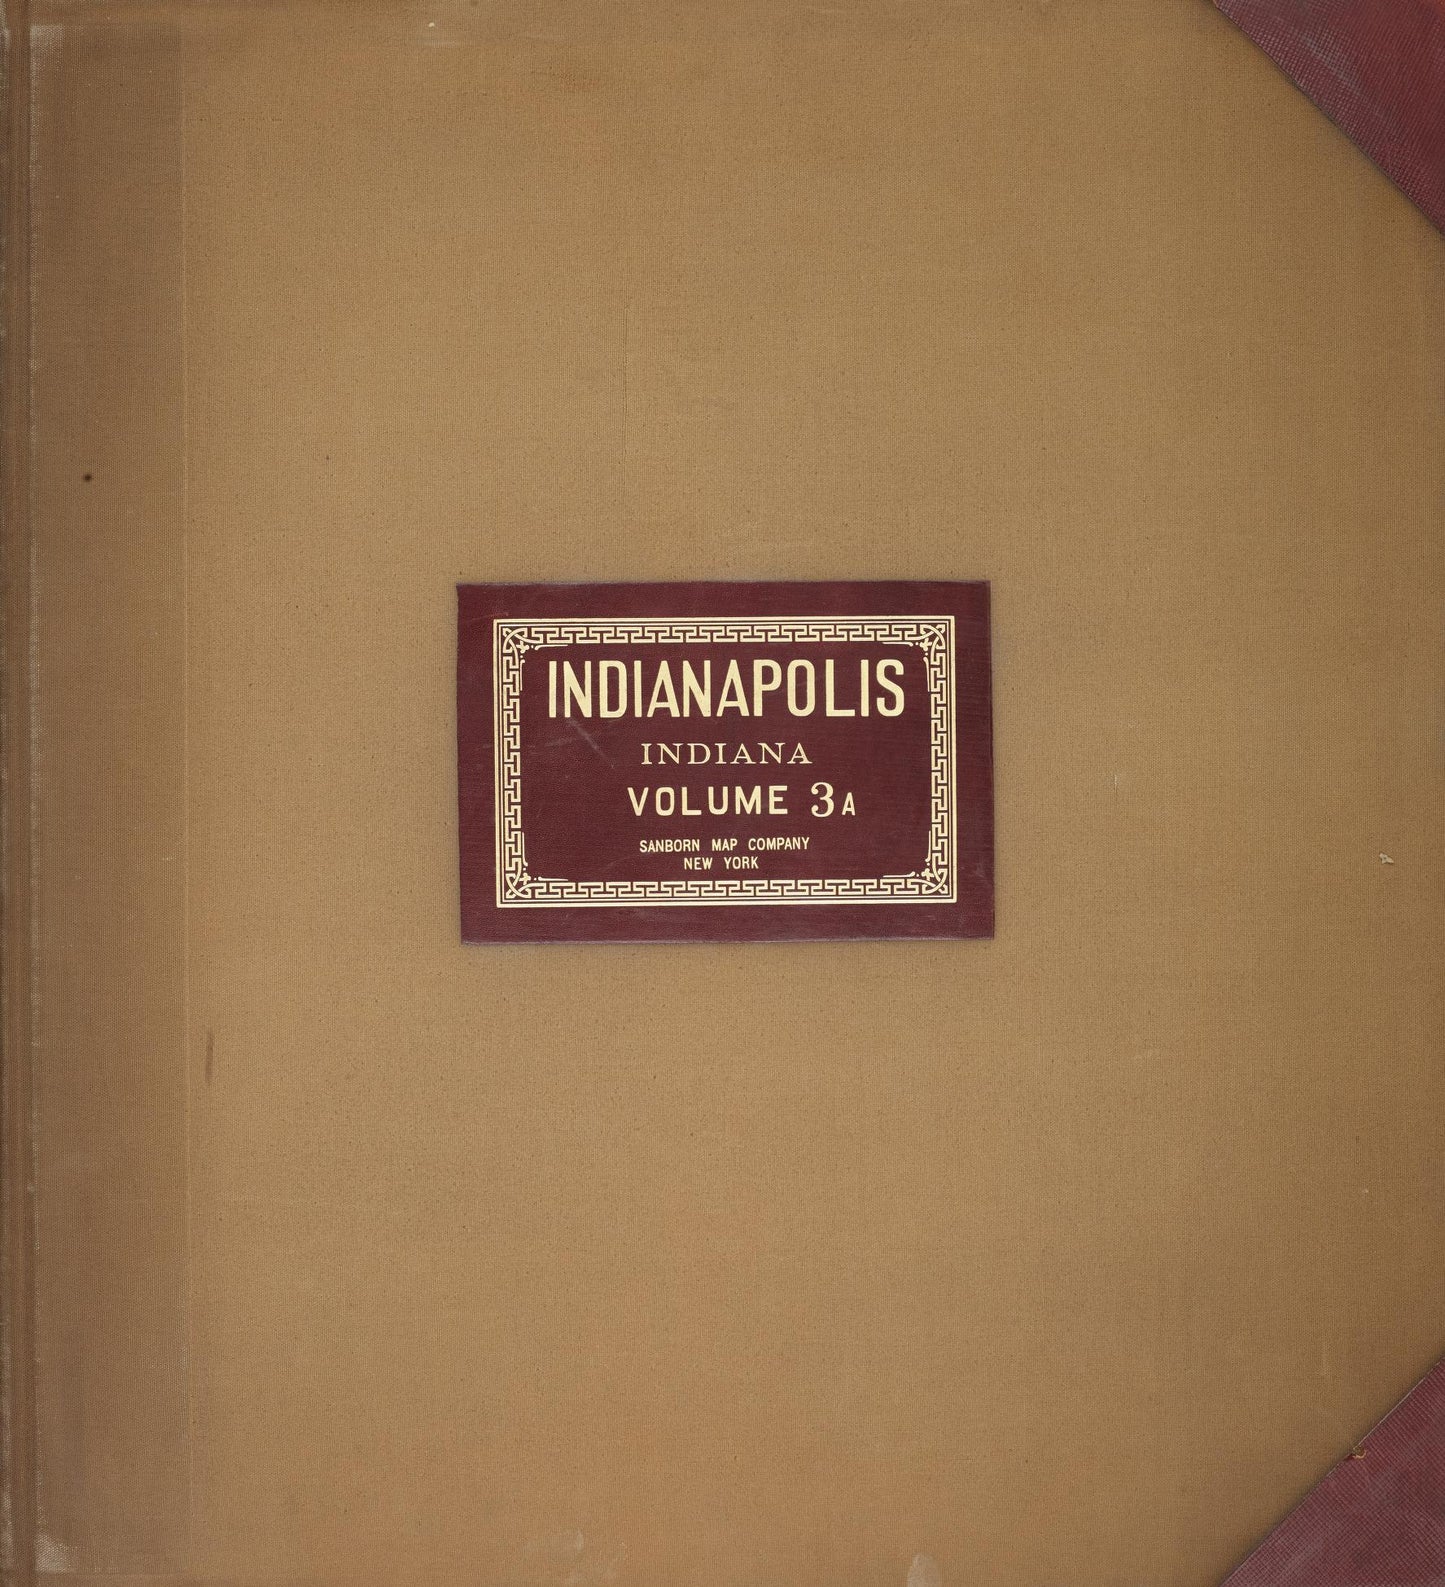 INDIANAPOLIS
INDIANA
VOLUME 3A
SANBORN MAP COMPANY
NEW YORK